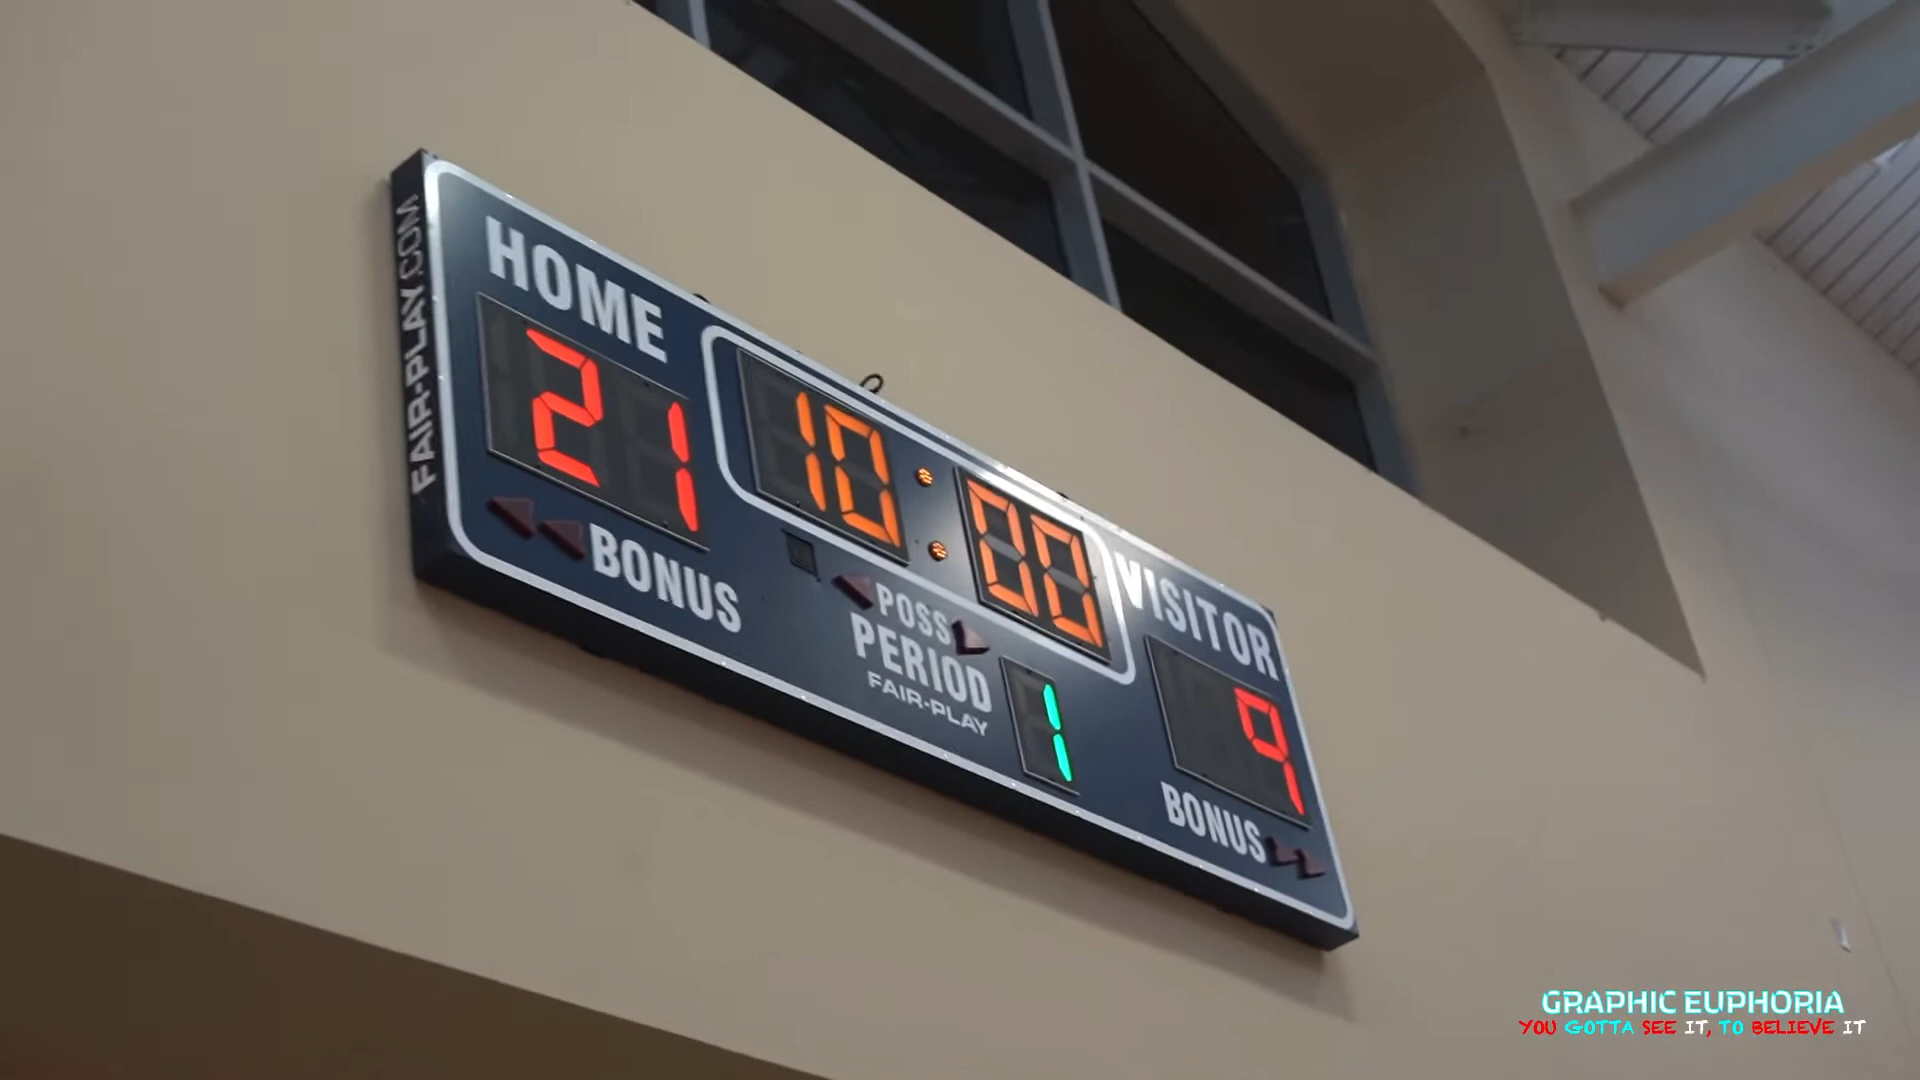 FAIR-PLAY.COM
HOME
21
BONUS
10:00
POSS
PERIOD
FAIR-PLAY
1
VISITOR
9
BONUS
GRAPHIC EUPHORIA
YOU GOTTA SEE IT, TO BELIEVE IT